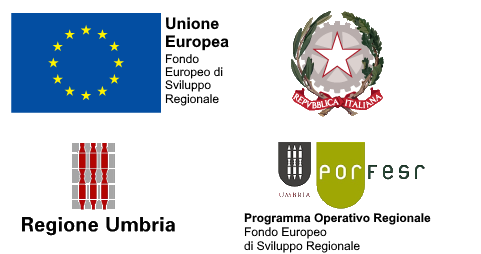 Unione
Europea
Fondo
Europeo di
Sviluppo
Regionale
REPVBBLICA ITALIANA
Regione Umbria
UMBRIA
PORFESR
Programma Operativo Regionale
Fondo Europeo
di Sviluppo Regionale